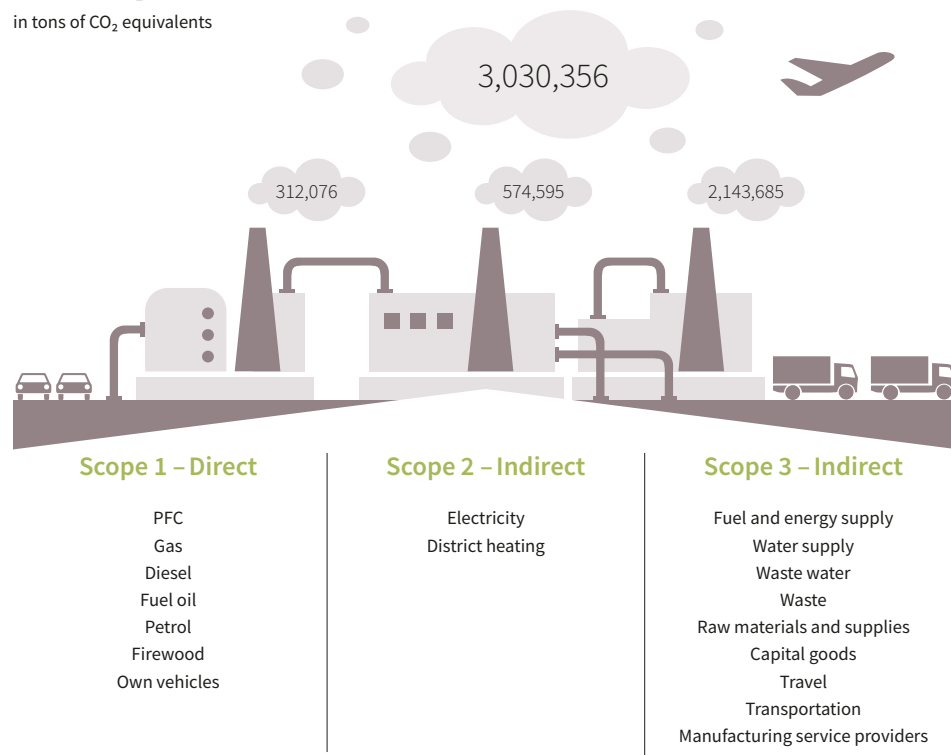 in tons of CO₂ equivalents
3,030,356
312,076
574,595
2,143,685
Scope 1 – Direct
PFC
Gas
Diesel
Fuel oil
Petrol
Firewood
Own vehicles
Scope 2 – Indirect
Electricity
District heating
Scope 3 – Indirect
Fuel and energy supply
Water supply
Waste water
Waste
Raw materials and supplies
Capital goods
Travel
Transportation
Manufacturing service providers